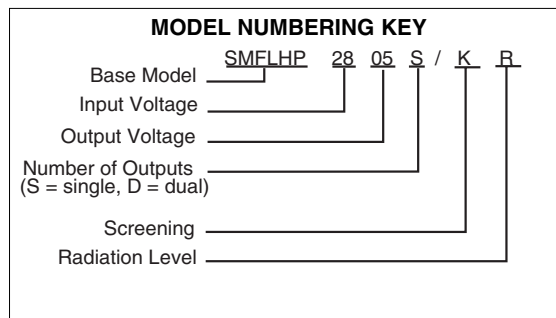 MODEL NUMBERING KEY
SMFLHP 28 05 S / K R
Base Model
Input Voltage
Output Voltage
Number of Outputs
(S = single, D = dual)
Screening
Radiation Level